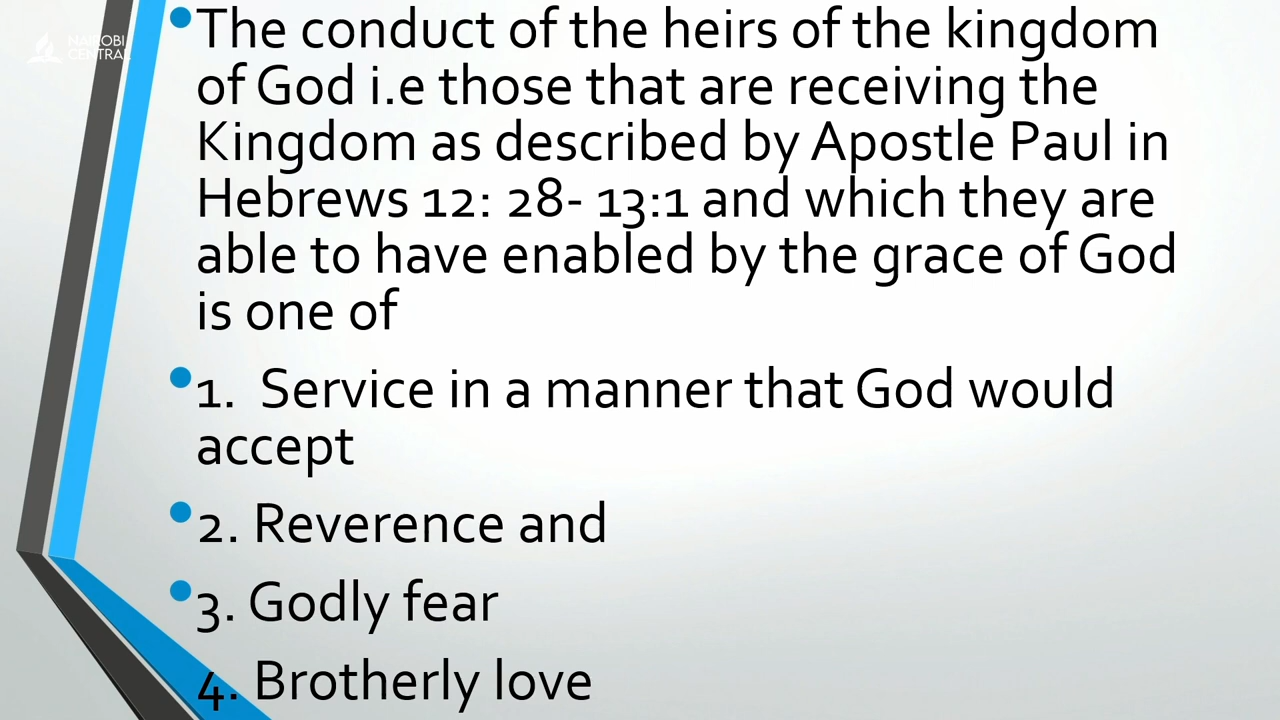 NAIROBI
CENTRAL
•The conduct of the heirs of the kingdom
of God i.e those that are receiving the
Kingdom as described by Apostle Paul in
Hebrews 12: 28- 13:1 and which they are
able to have enabled by the grace of God
is one of
•1.  Service in a manner that God would
accept
•2. Reverence and
•3. Godly fear
4. Brotherly love